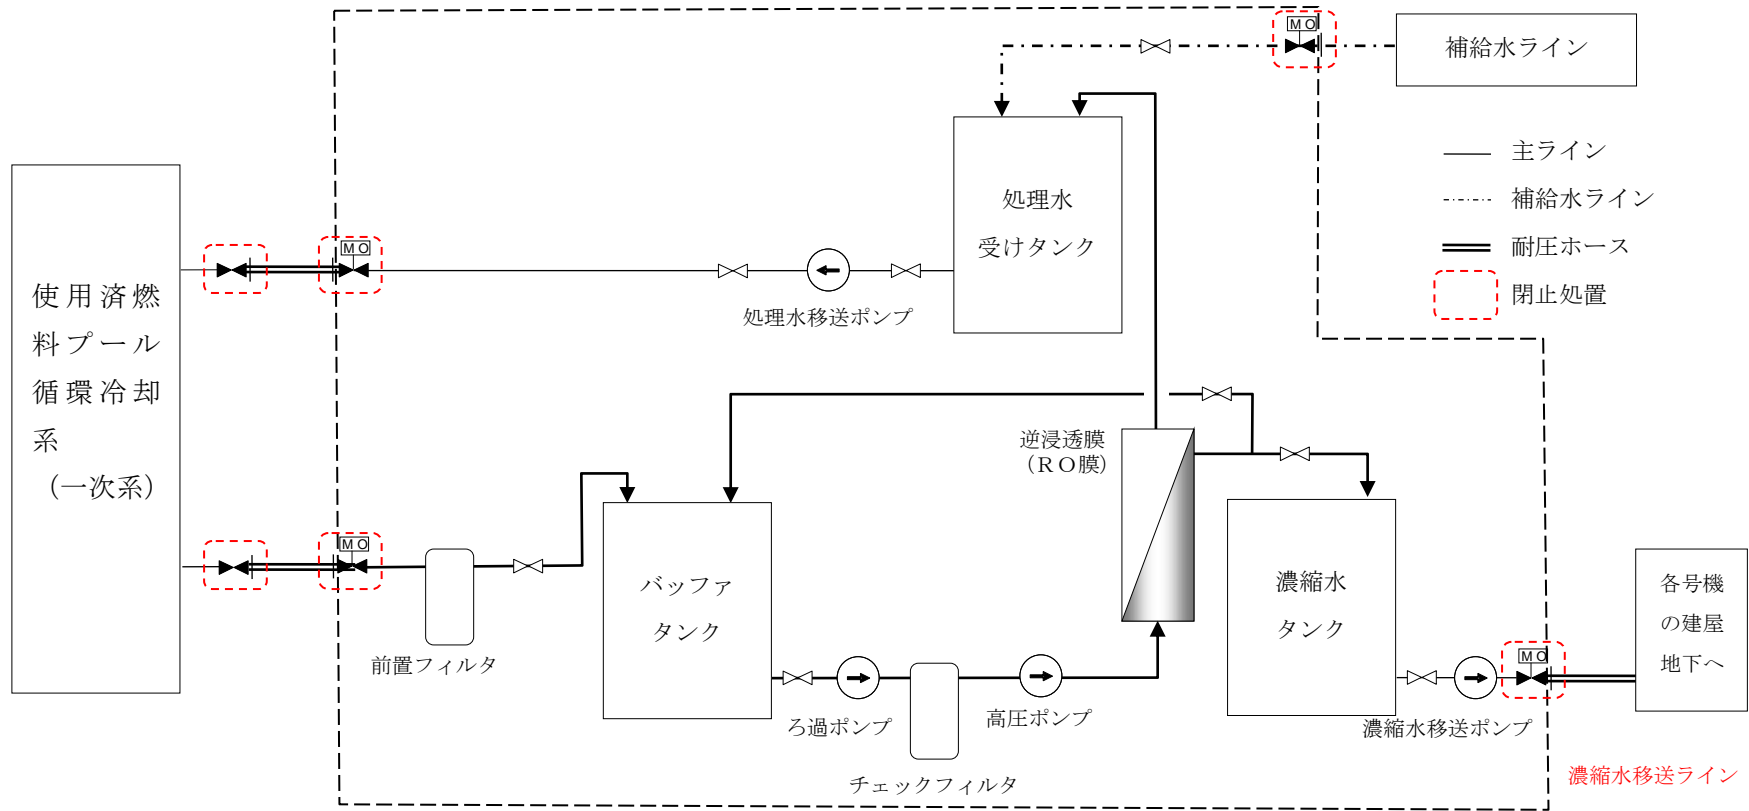 MO
補給水ライン
主ライン
補給水ライン
耐圧ホース
閉止処置
処理水
受けタンク
MO
処理水移送ポンプ
使用済燃
料プール
循環冷却
系
（一次系）
逆浸透膜
（ＲＯ膜）
MO
前置フィルタ
バッファ
タンク
ろ過ポンプ
チェックフィルタ
高圧ポンプ
濃縮水
タンク
濃縮水移送ポンプ
MO
各号機
の建屋
地下へ
濃縮水移送ライン